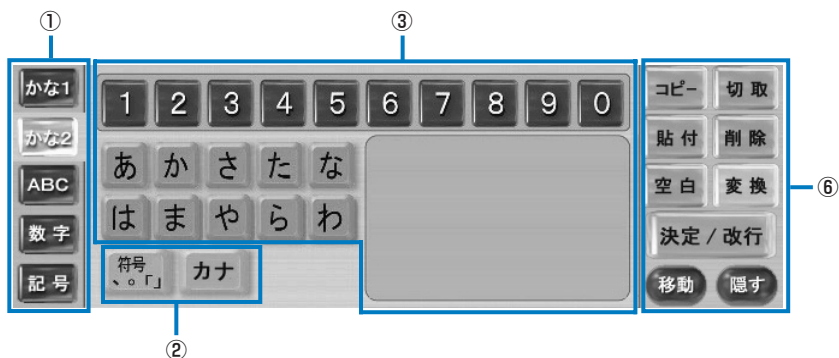 ① ③
かな1
かな2
ABC
数字
記号
1 2 3 4 5 6 7 8 9 0
あ か さ た な
は ま や ら わ
符号
、。「」
カナ
コピー 切取
貼付 削除
空白 変換
決定 / 改行
移動 隠す
⑥
②